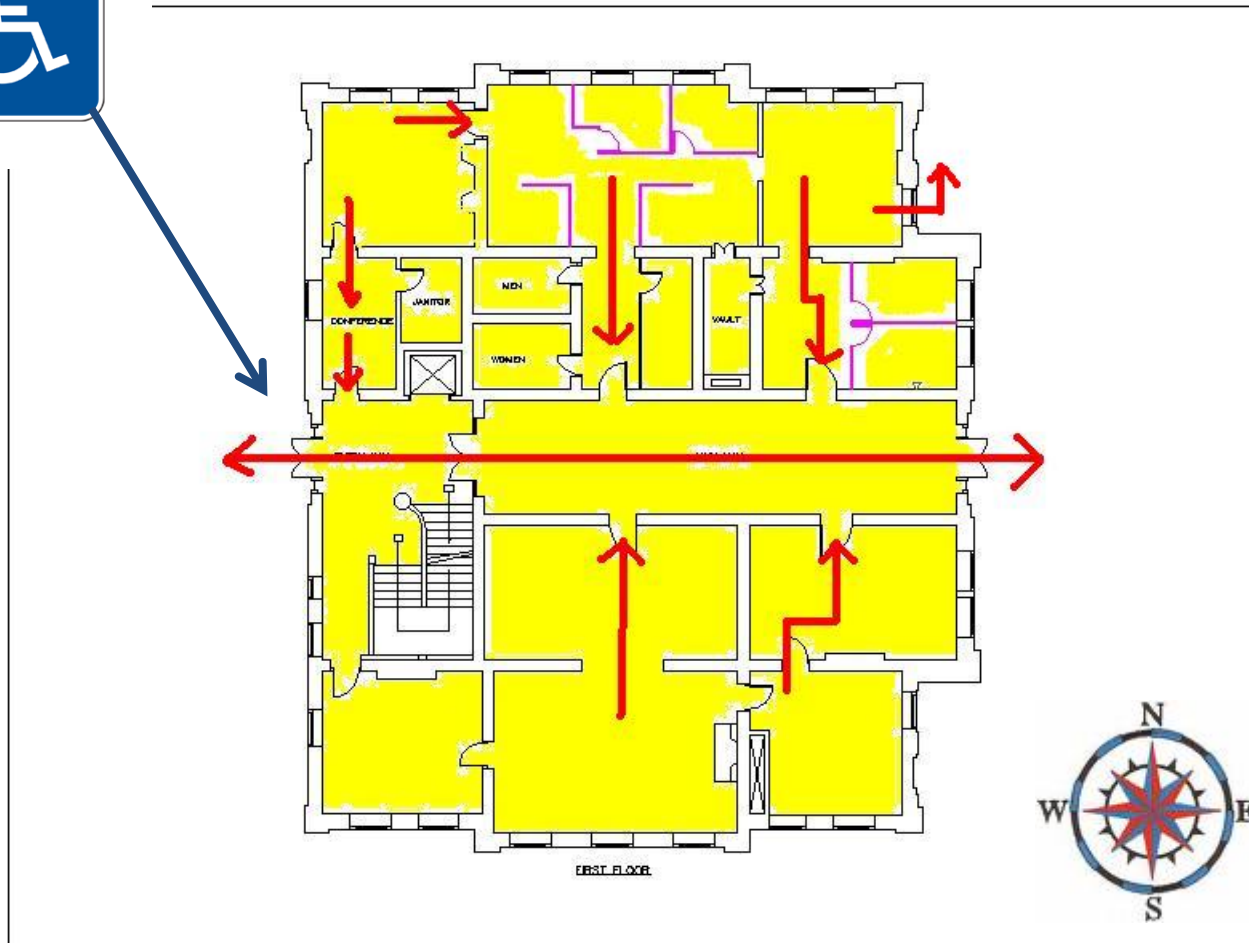 MEN
JANITOR
CONFERENCE
VAULT
WOMEN
N
W
E
S
FIRST FLOOR